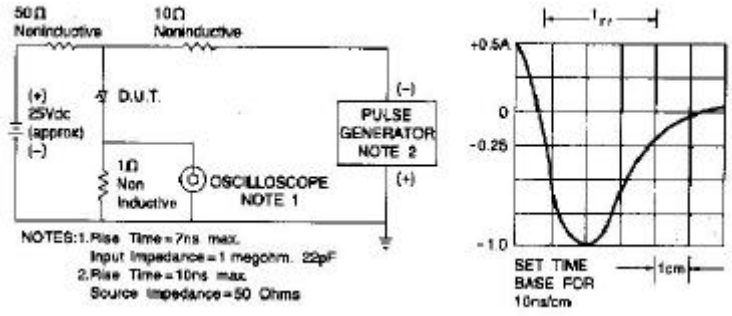 50Ω
Noninductive
10Ω
Noninductive
(+)
25Vdc
(approx)
(−)
D.U.T.
1Ω
Non
Inductive
OSCILLOSCOPE
NOTE 1
(−)
PULSE
GENERATOR
NOTE 2
(+)
NOTES:1.Rise Time=7ns max.
Input Impedance=1 megohm. 22pF
2.Rise Time=10ns max.
Source Impedance=50 Ohms
trr
+0.5A
0
-0.25
-1.0
SET TIME
BASE FOR
10ns/cm
1cm